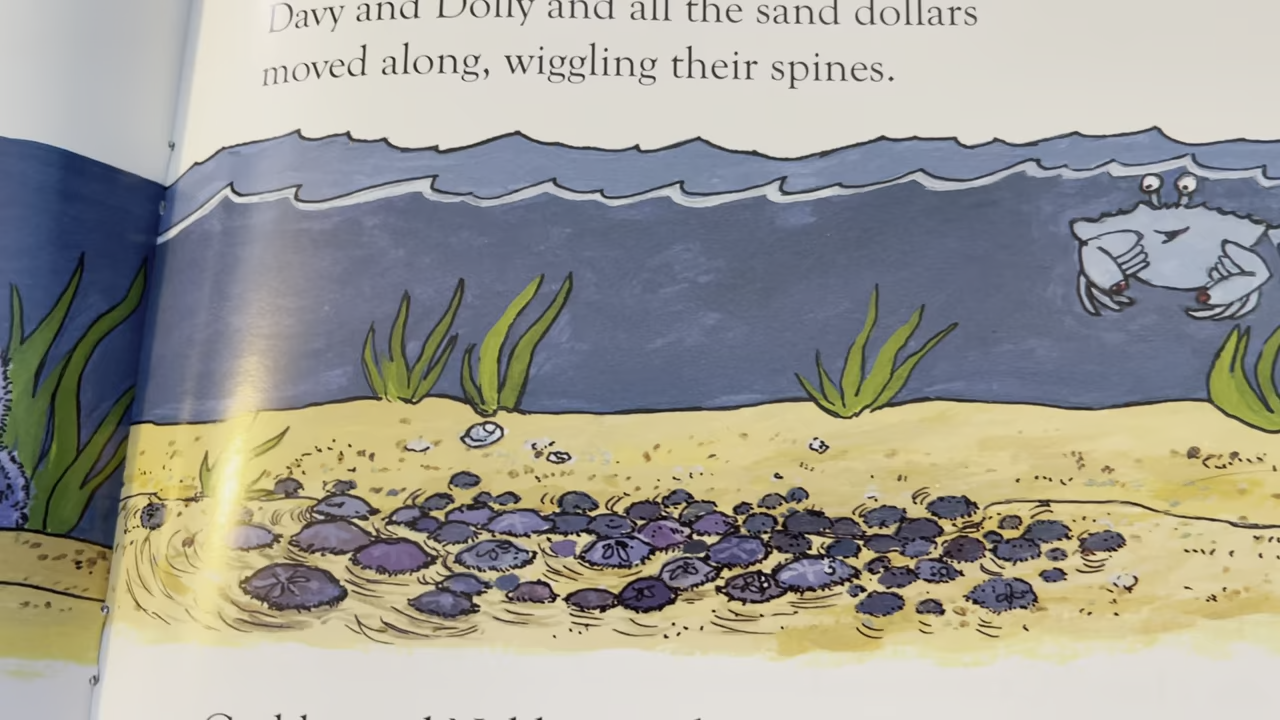 Davy and Dolly and all the sand dollars
moved along, wiggling their spines.